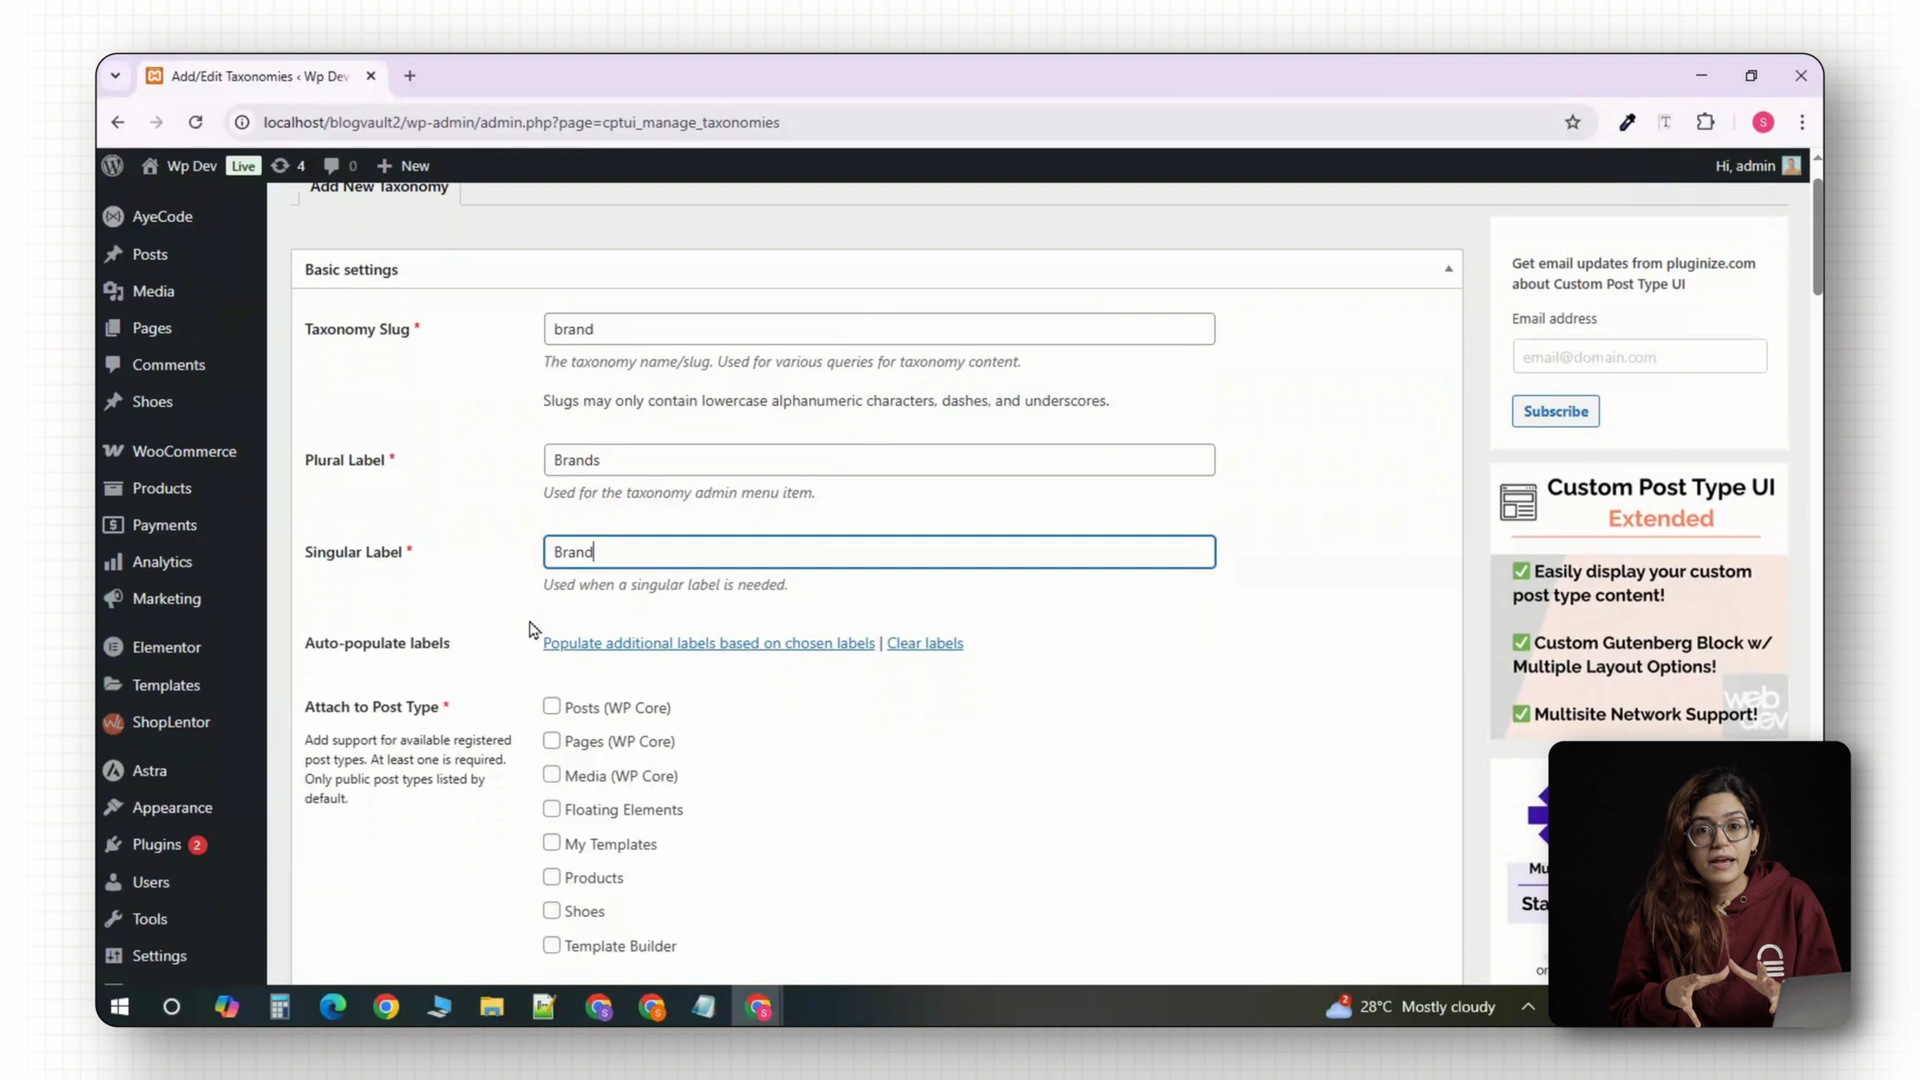 Add/Edit Taxonomies ‹ Wp Dev
localhost/blogvault2/wp-admin/admin.php?page=cptui_manage_taxonomies
S
Wp Dev Live 4 0 New
Hi, admin
AyeCode
Posts
Media
Pages
Comments
Shoes
WooCommerce
Products
Payments
Analytics
Marketing
Elementor
Templates
ShopLentor
Astra
Appearance
Plugins 2
Users
Tools
Settings
Add New Taxonomy
Basic settings
Taxonomy Slug *
brand
The taxonomy name/slug. Used for various queries for taxonomy content.
Slugs may only contain lowercase alphanumeric characters, dashes, and underscores.
Plural Label *
Brands
Used for the taxonomy admin menu item.
Singular Label *
Brand
Used when a singular label is needed.
Auto-populate labels
Populate additional labels based on chosen labels | Clear labels
Attach to Post Type *
Add support for available registered
post types. At least one is required.
Only public post types listed by
default.
Posts (WP Core)
Pages (WP Core)
Media (WP Core)
Floating Elements
My Templates
Products
Shoes
Template Builder
Get email updates from pluginize.com
about Custom Post Type UI
Email address
email@domain.com
Subscribe
Custom Post Type UI
Extended
Easily display your custom
post type content!
Custom Gutenberg Block w/
Multiple Layout Options!
Multisite Network Support!
web
dev
Mu
Sta
or
2
28°C Mostly cloudy